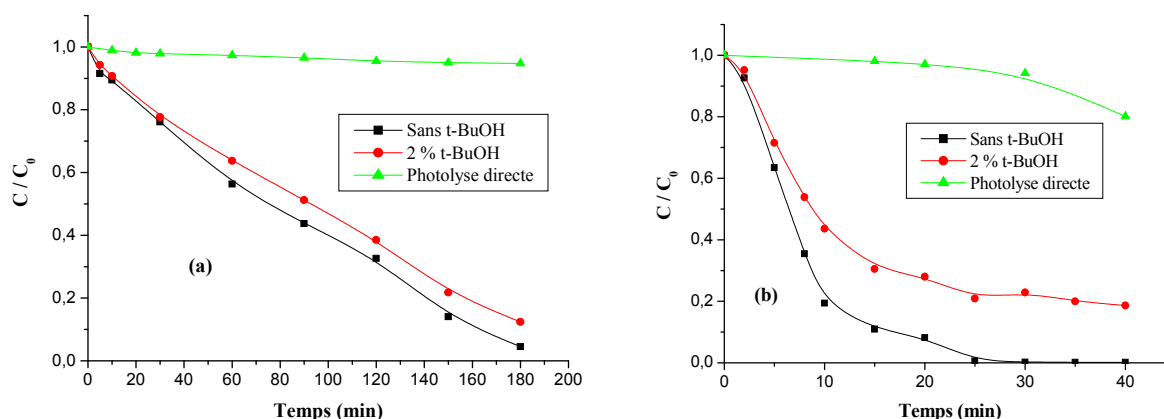 1,0
0,8
0,6
0,4
0,2
0,0
C / C0
Sans t-BuOH
2 % t-BuOH
Photolyse directe
(a)
0 20 40 60 80 100 120 140 160 180 200
Temps (min)
1,0
0,8
0,6
0,4
0,2
0,0
C / C0
Sans t-BuOH
2 % t-BuOH
Photolyse directe
(b)
0 10 20 30 40
Temps (min)